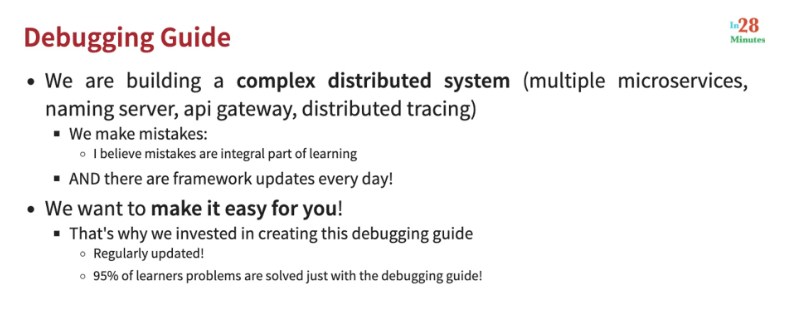 Debugging Guide
In28
Minutes
• We are building a complex distributed system (multiple microservices,
naming server, api gateway, distributed tracing)
▪ We make mistakes:
○ I believe mistakes are integral part of learning
▪ AND there are framework updates every day!
• We want to make it easy for you!
▪ That's why we invested in creating this debugging guide
○ Regularly updated!
○ 95% of learners problems are solved just with the debugging guide!